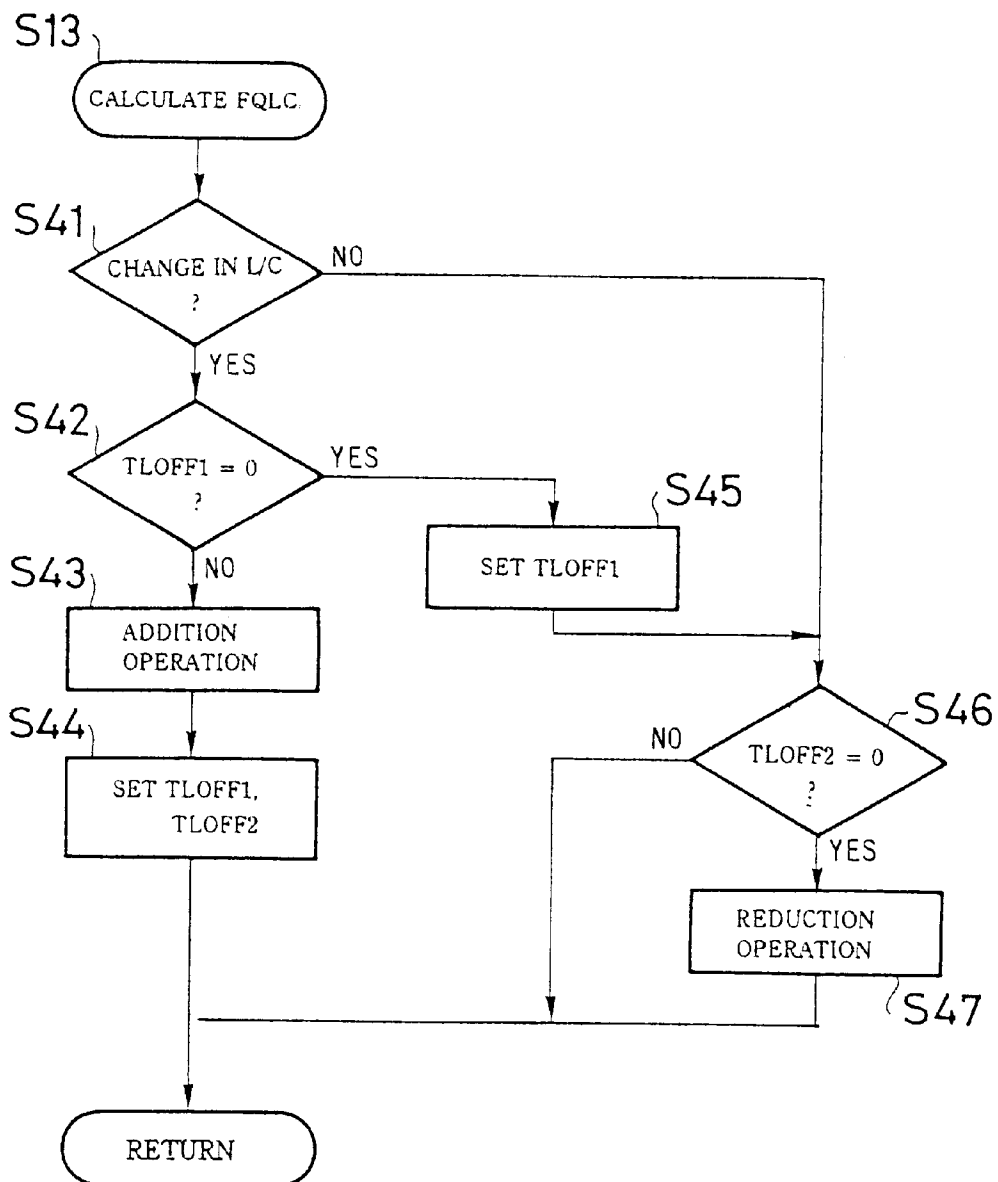 S13
CALCULATE FQLC
S41
CHANGE IN L/C
?
NO
YES
S42
TLOFF1 = 0
?
YES
NO
S45
SET TLOFF1
S43
ADDITION
OPERATION
S44
SET TLOFF1,
TLOFF2
S46
TLOFF2 = 0
?
NO
YES
REDUCTION
OPERATION
S47
RETURN